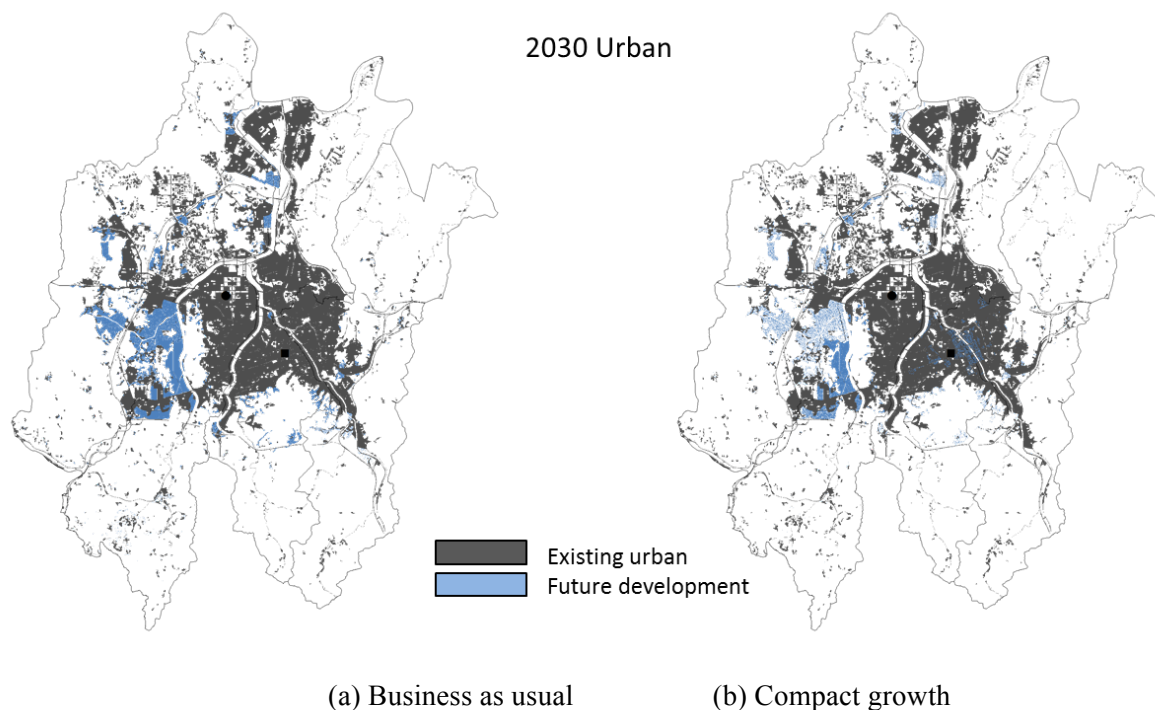 2030 Urban
Existing urban
Future development
(a) Business as usual
(b) Compact growth